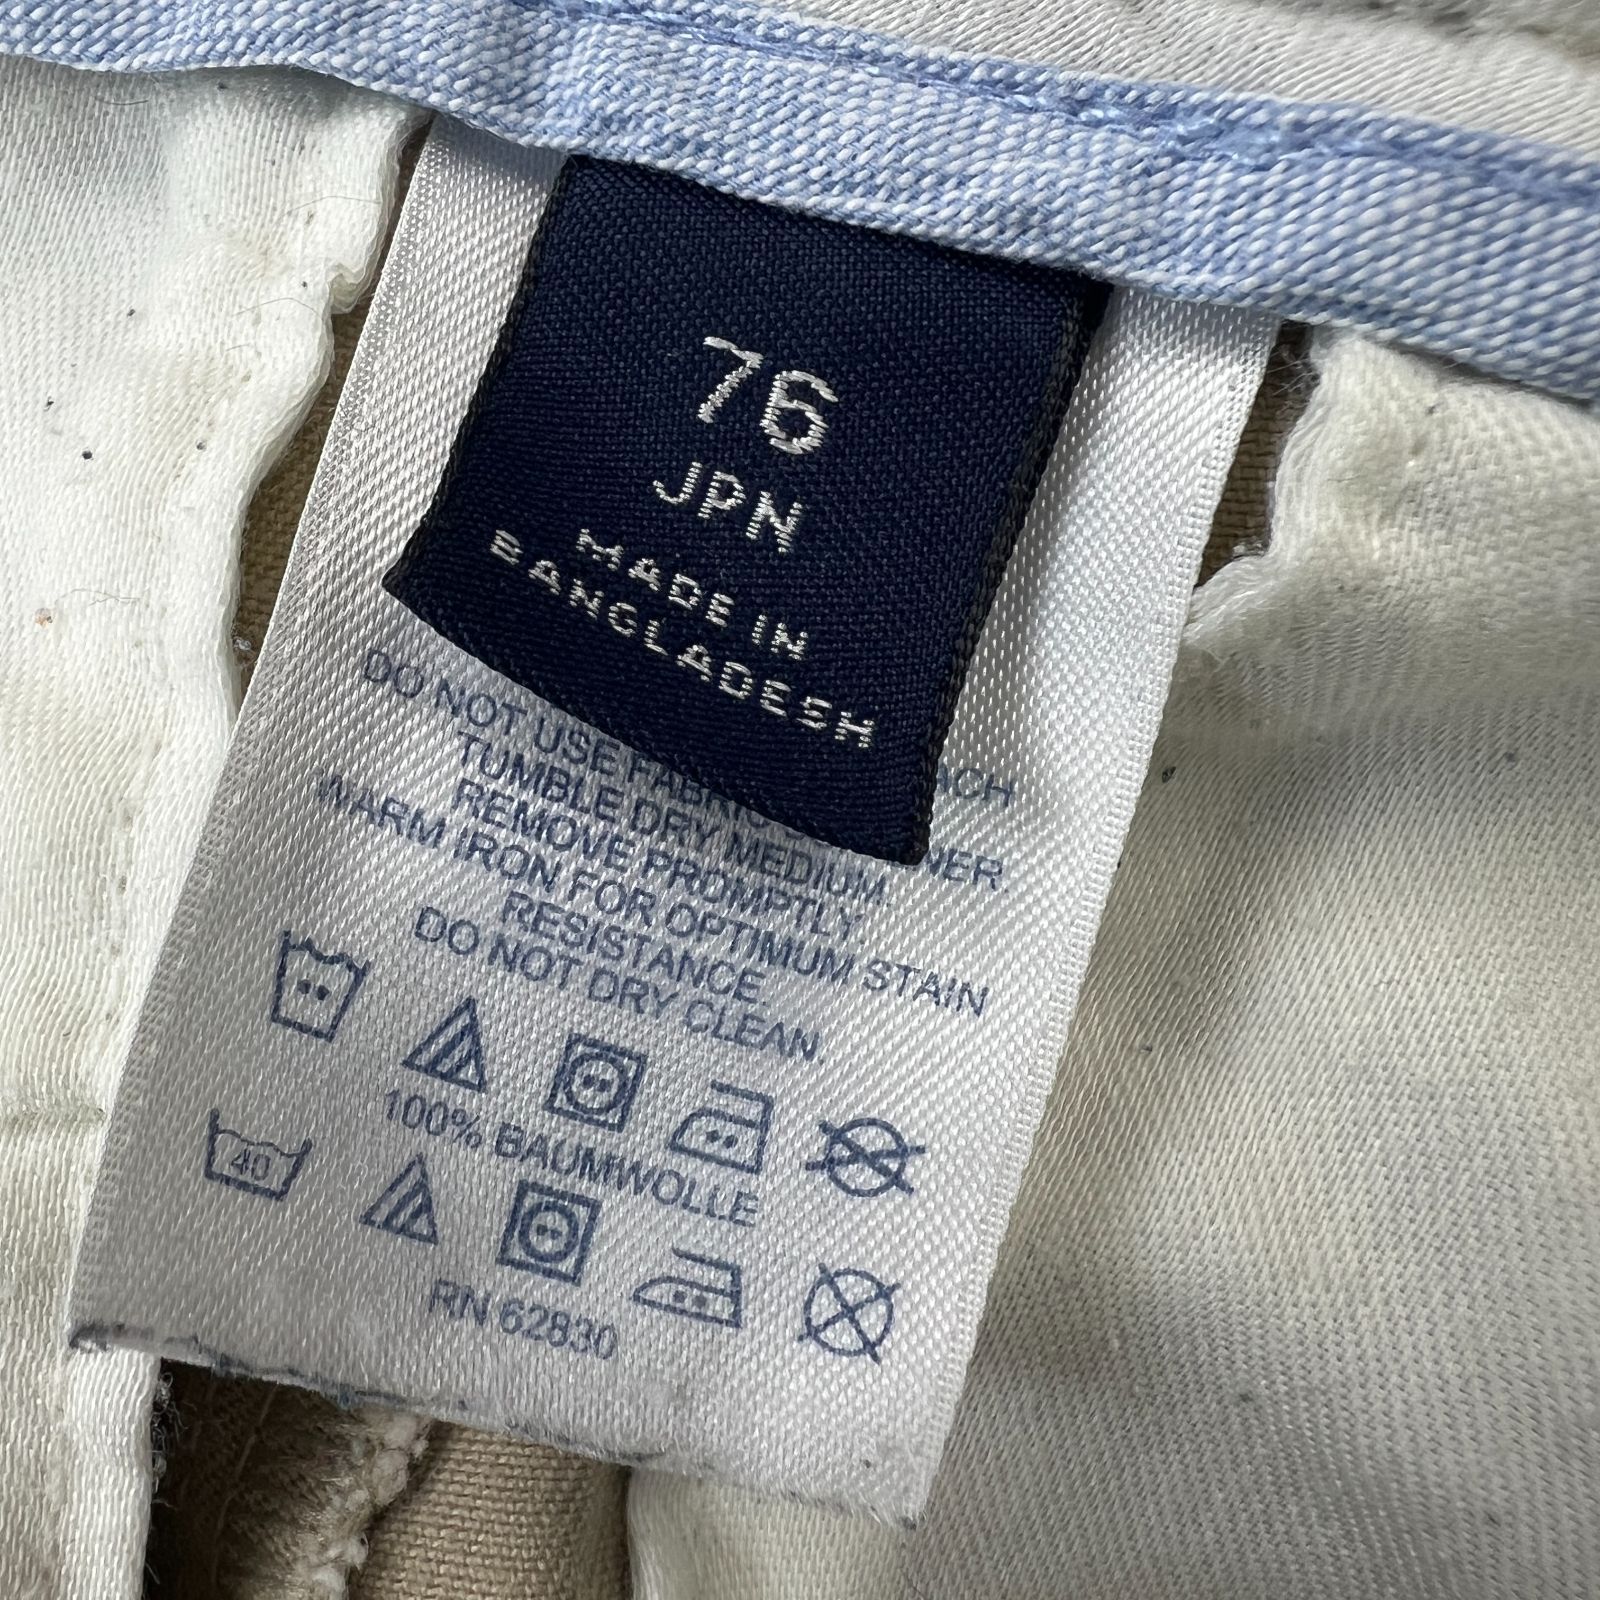 76
JPN
MADE IN
BANGLADESH
DO NOT USE
TUMBLE DRY MEDIUM
REMOVE PROMPTLY.
WARM IRON FOR OPTIMUM STAIN
RESISTANCE.
DO NOT DRY CLEAN
100% BAUMWOLLE
40
RN 62830